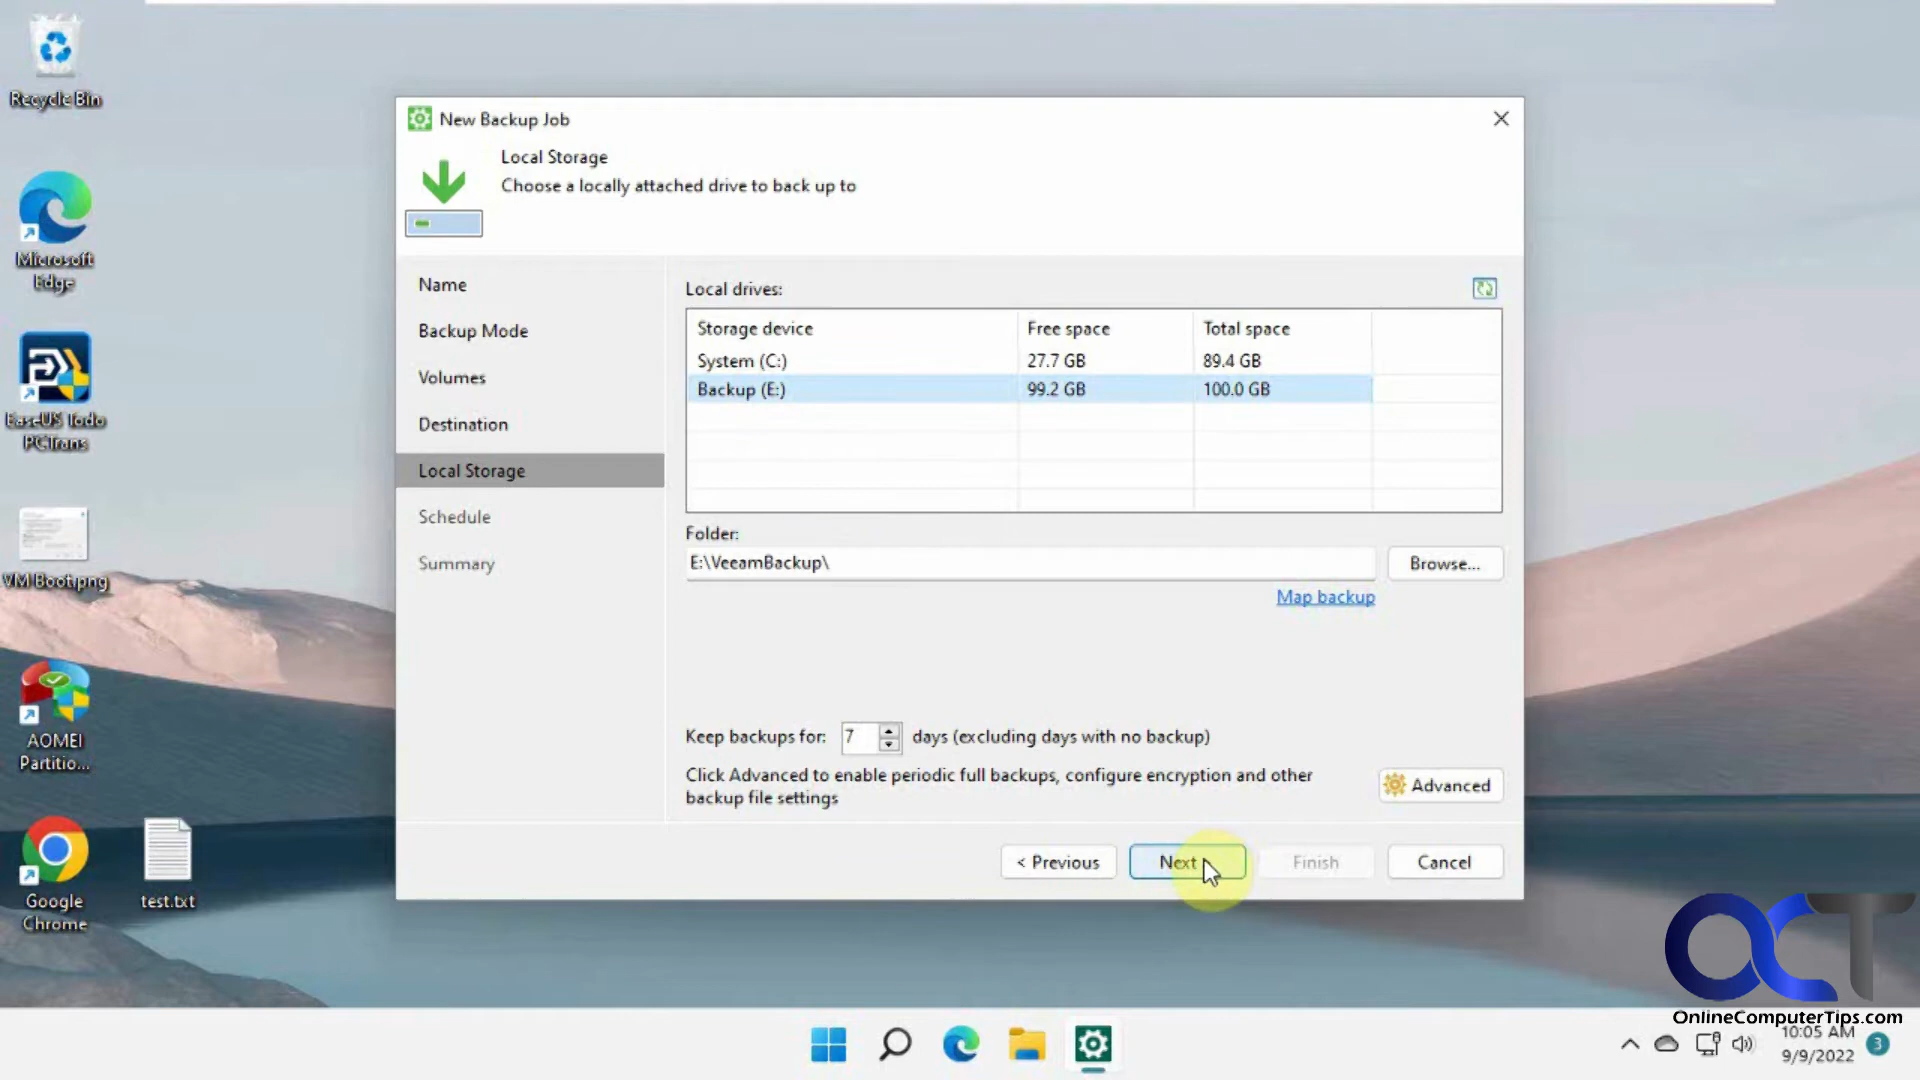 Recycle Bin
Microsoft
Edge
EaseUS Todo
PCTrans
VM Boot.png
AOMEI
Partitio...
Google
Chrome
test.txt
New Backup Job
Local Storage
Choose a locally attached drive to back up to
Name
Backup Mode
Volumes
Destination
Local Storage
Schedule
Summary
Local drives:
Storage device Free space Total space
System (C:) 27.7 GB 89.4 GB
Backup (E:) 99.2 GB 100.0 GB
Folder:
E:\VeeamBackup\
Browse...
Map backup
Keep backups for: 7 days (excluding days with no backup)
Click Advanced to enable periodic full backups, configure encryption and other
backup file settings
Advanced
< Previous Next Finish Cancel
OCT
OnlineComputerTips.com
10:05 AM
9/9/2022
3